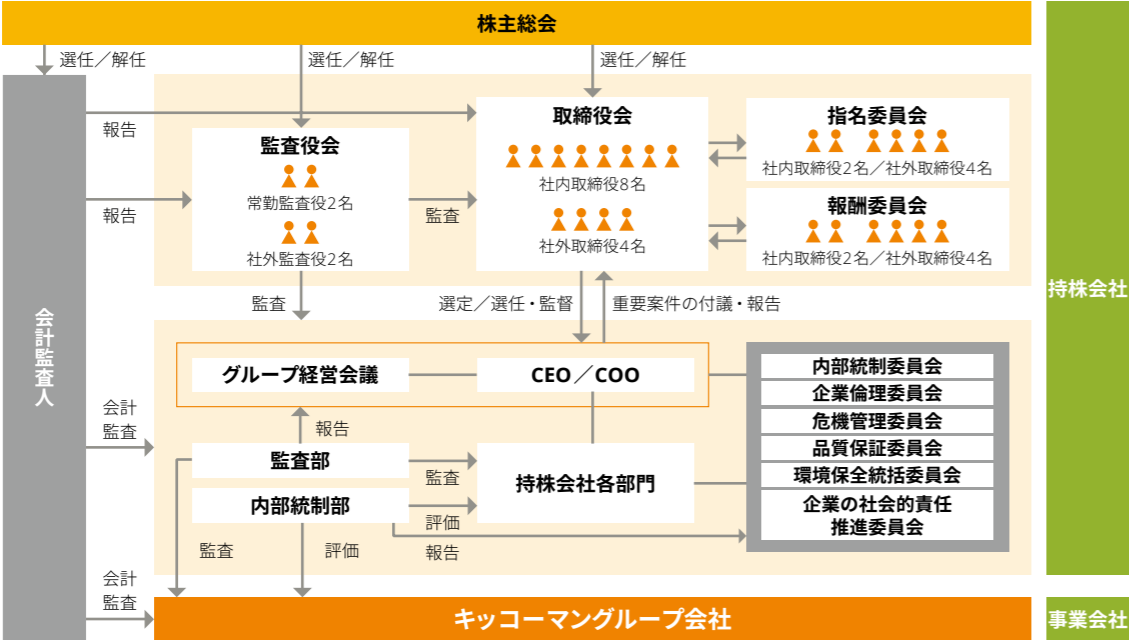 株主総会
選任／解任
選任／解任
選任／解任
報告
報告
監査役会
常勤監査役2名
社外監査役2名
監査
取締役会
社内取締役8名
社外取締役4名
指名委員会
社内取締役2名／社外取締役4名
報酬委員会
社内取締役2名／社外取締役4名
持株会社
会計監査人
監査
選定／選任・監督
重要案件の付議・報告
グループ経営会議
CEO／COO
内部統制委員会
企業倫理委員会
危機管理委員会
品質保証委員会
環境保全統括委員会
企業の社会的責任
推進委員会
会計
監査
報告
監査部
監査
内部統制部
評価
報告
持株会社各部門
監査
評価
会計
監査
キッコーマングループ会社
事業会社